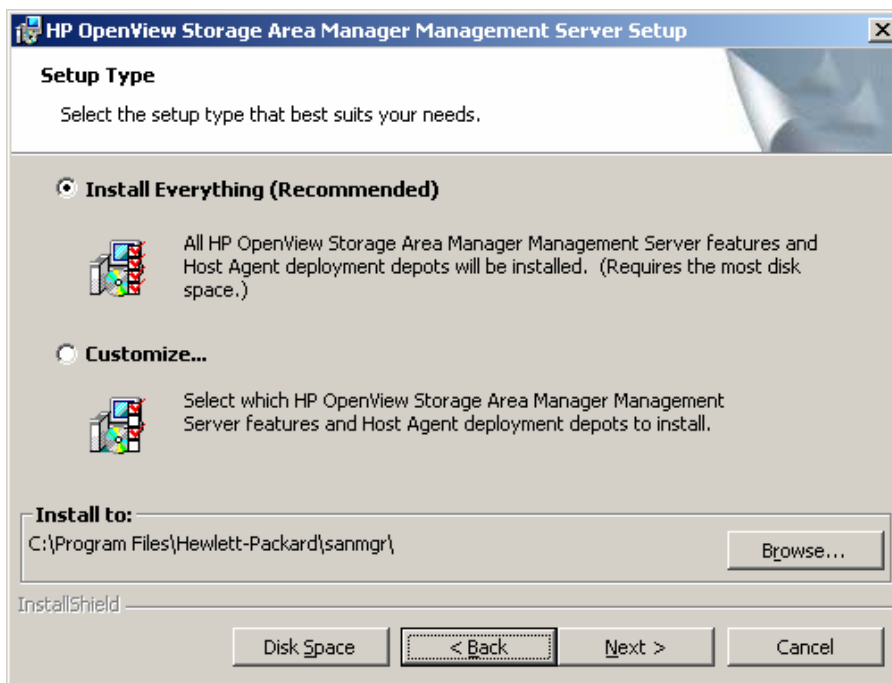 HP OpenView Storage Area Manager Management Server Setup
Setup Type
Select the setup type that best suits your needs.
Install Everything (Recommended)
All HP OpenView Storage Area Manager Management Server features and
Host Agent deployment depots will be installed. (Requires the most disk
space.)
Customize...
Select which HP OpenView Storage Area Manager Management
Server features and Host Agent deployment depots to install.
Install to:
C:\Program Files\Hewlett-Packard\sanmgr\
Browse...
InstallShield
Disk Space
< Back
Next >
Cancel